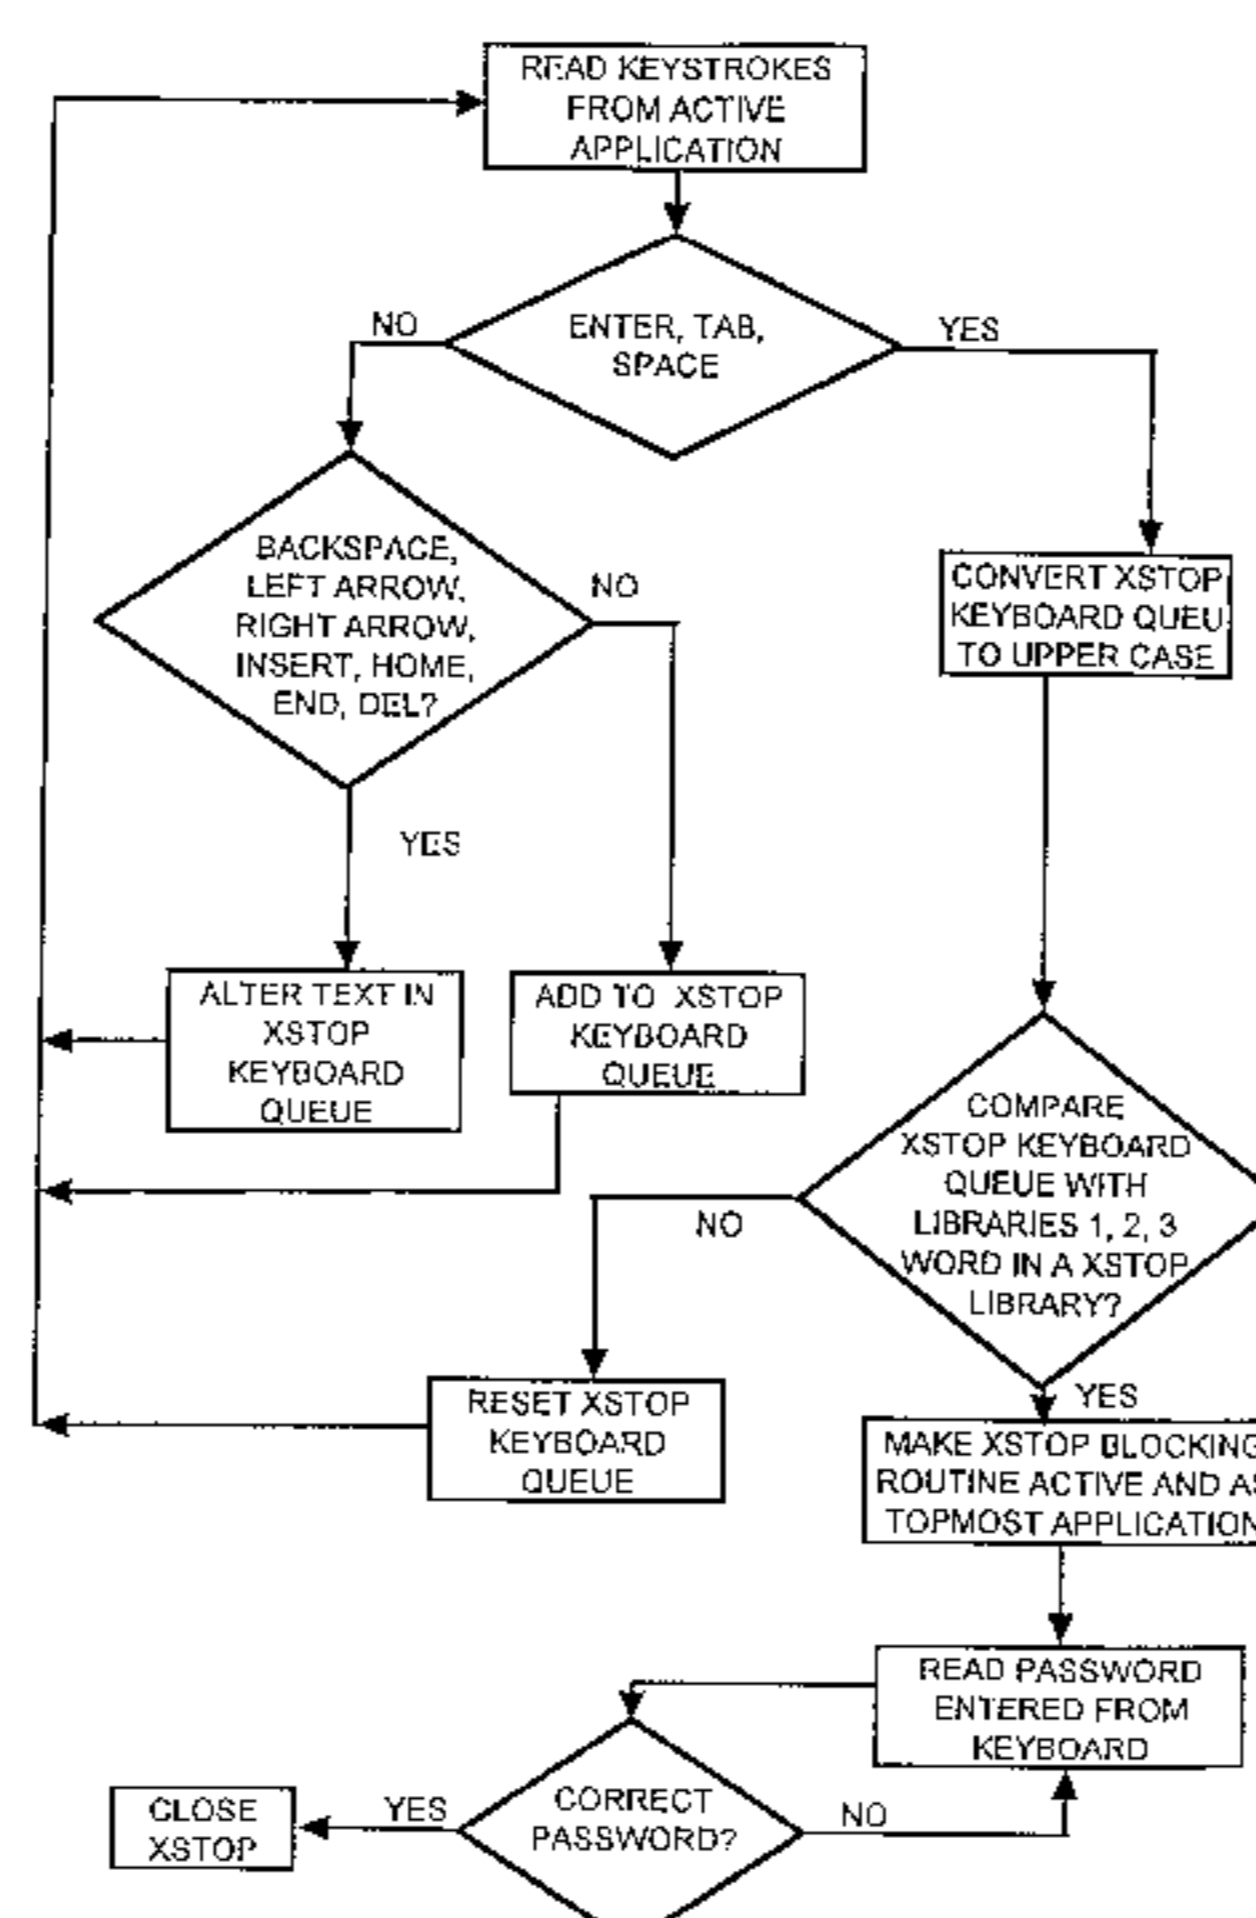 READ KEYSTROKES
FROM ACTIVE
APPLICATION
NO
ENTER, TAB,
SPACE
YES
BACKSPACE,
LEFT ARROW,
RIGHT ARROW,
INSERT, HOME,
END, DEL?
NO
CONVERT XSTOP
KEYBOARD QUEU
TO UPPER CASE
YES
ALTER TEXT IN
XSTOP
KEYBOARD
QUEUE
ADD TO XSTOP
KEYBOARD
QUEUE
COMPARE
XSTOP KEYBOARD
QUEUE WITH
LIBRARIES 1, 2, 3
WORD IN A XSTOP
LIBRARY?
NO
YES
RESET XSTOP
KEYBOARD
QUEUE
MAKE XSTOP BLOCKING
ROUTINE ACTIVE AND AS
TOPMOST APPLICATION
READ PASSWORD
ENTERED FROM
KEYBOARD
CORRECT
PASSWORD?
YES
NO
CLOSE
XSTOP